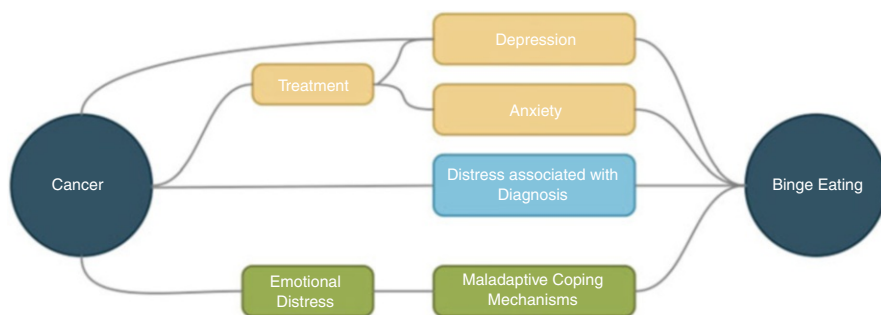 Depression
Treatment
Anxiety
Cancer
Distress associated with
Diagnosis
Binge Eating
Emotional
Distress
Maladaptive Coping
Mechanisms